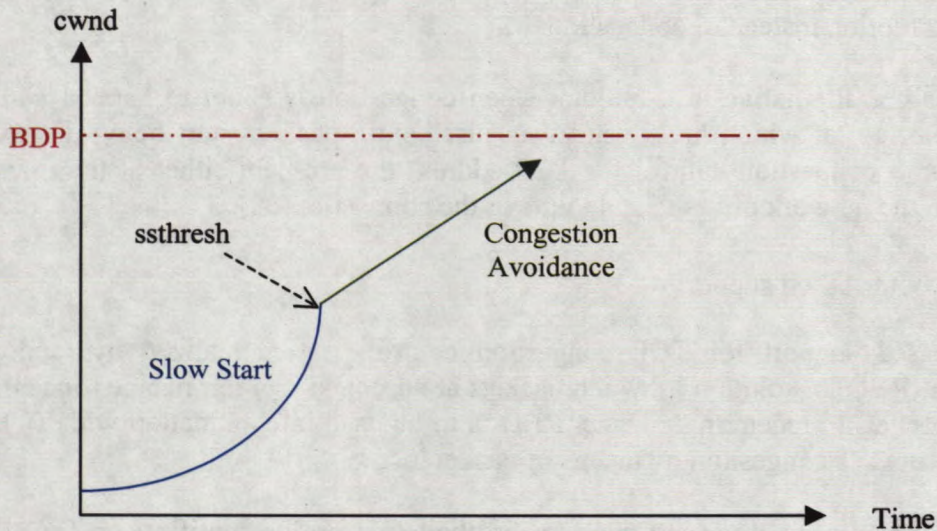 cwnd
BDP
ssthresh
Congestion
Avoidance
Slow Start
Time